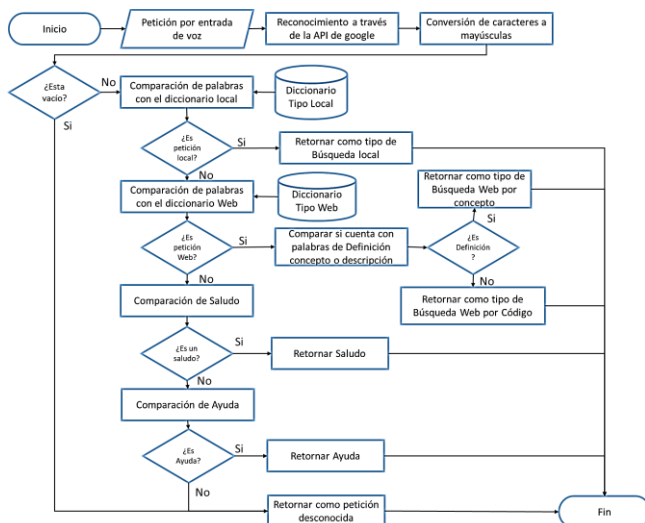 Inicio
Petición por entrada
de voz
Reconocimiento a través
de la API de google
Conversión de caracteres a
mayúsculas
¿Esta
vacío?
No
Si
Comparación de palabras
con el diccionario local
Diccionario
Tipo Local
¿Es
petición
local?
Si
No
Retornar como tipo de
Búsqueda local
Comparación de palabras
con el diccionario Web
Diccionario
Tipo Web
Retornar como tipo de
Búsqueda Web por
concepto
¿Es
petición
Web?
Si
No
Comparar si cuenta con
palabras de Definición
concepto o descripción
Si
¿Es
Definición
?
No
Comparación de Saludo
Retornar como tipo de
Búsqueda Web por Código
¿Es un
saludo?
Si
No
Retornar Saludo
Comparación de Ayuda
¿Es
Ayuda?
Si
No
Retornar Ayuda
Retornar como petición
desconocida
Fin